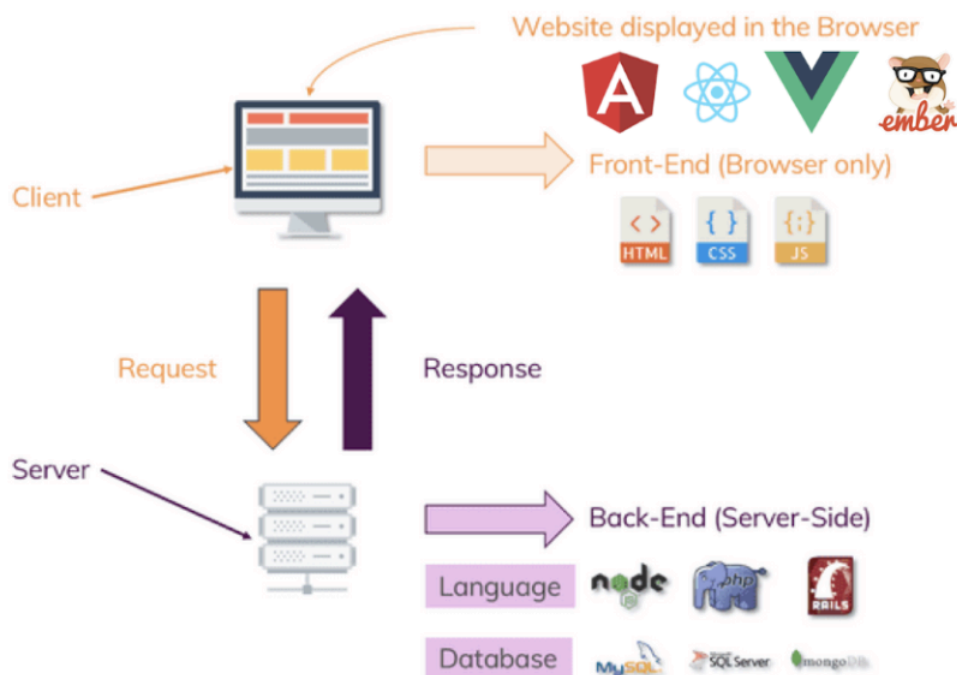 Website displayed in the Browser
A
ember
Front-End (Browser only)
Client
< >
{ }
{;}
HTML
CSS
JS
Request
Response
Server
Back-End (Server-Side)
Language
node
JS
php
RAILS
Database
MySQL
SQL Server
mongoDB